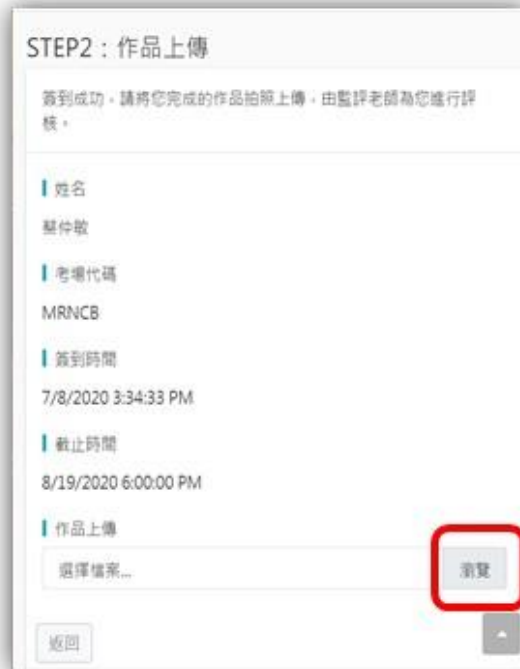 STEP2：作品上傳
簽到成功，請將您完成的作品拍照上傳，由監評老師為您進行評
核。
姓名
蔡仲敏
考場代碼
MRNCB
簽到時間
7/8/2020 3:34:33 PM
截止時間
8/19/2020 6:00:00 PM
作品上傳
選擇檔案...
瀏覽
返回